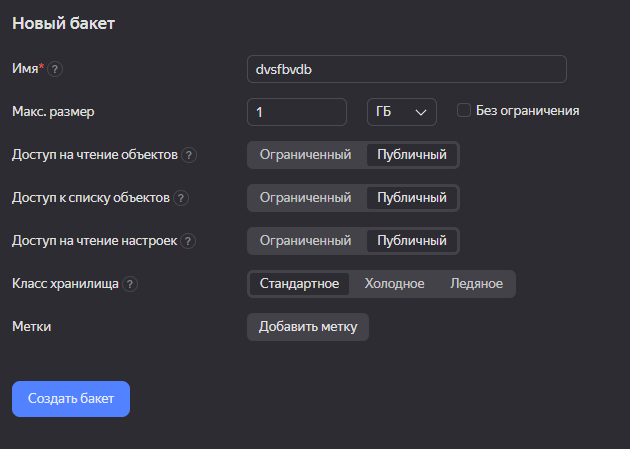 Новый бакет
Имя* ?
dvsfbvdb
Макс. размер
1
ГБ
Без ограничения
Доступ на чтение объектов ?
Ограниченный Публичный
Доступ к списку объектов ?
Ограниченный Публичный
Доступ на чтение настроек ?
Ограниченный Публичный
Класс хранилища ?
Стандартное Холодное Ледяное
Метки
Добавить метку
Создать бакет